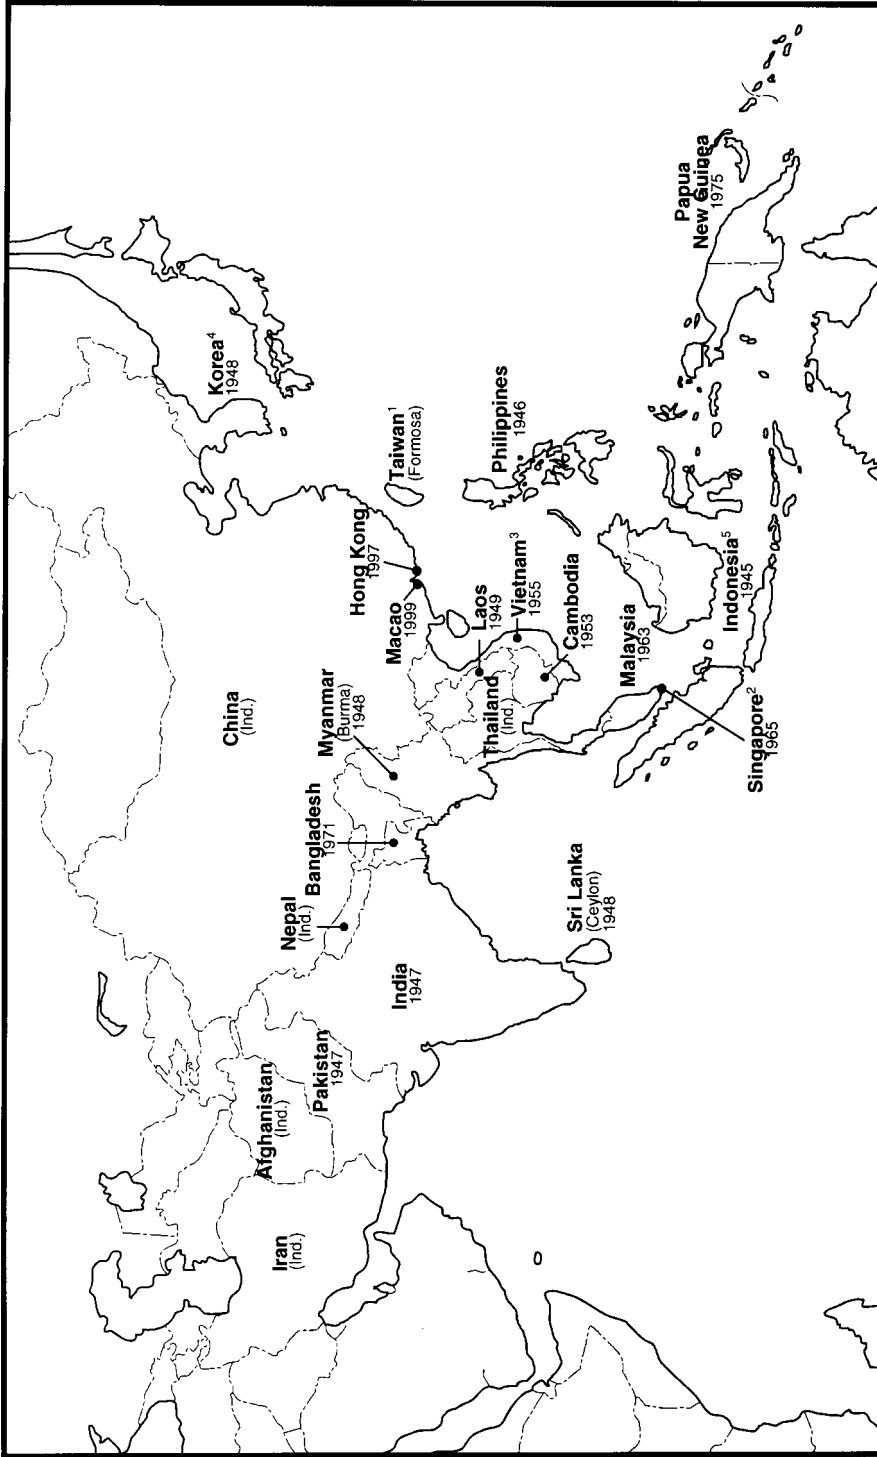 Korea⁴
1948
China
(Ind.)
Taiwan¹
(Formosa)
Hong Kong
1997
Macao
1999
Philippines
1946
Papua
New Guinea
1975
Laos
1949
Vietnam³
1955
Cambodia
1953
Thailand
(Ind.)
Myanmar
(Burma)
1948
Bangladesh
1971
Nepal
(Ind.)
India
1947
Pakistan
1947
Afghanistan
(Ind.)
Iran
(Ind.)
Sri Lanka
(Ceylon)
1948
Malaysia
1963
Singapore²
1965
Indonesia⁵
1945